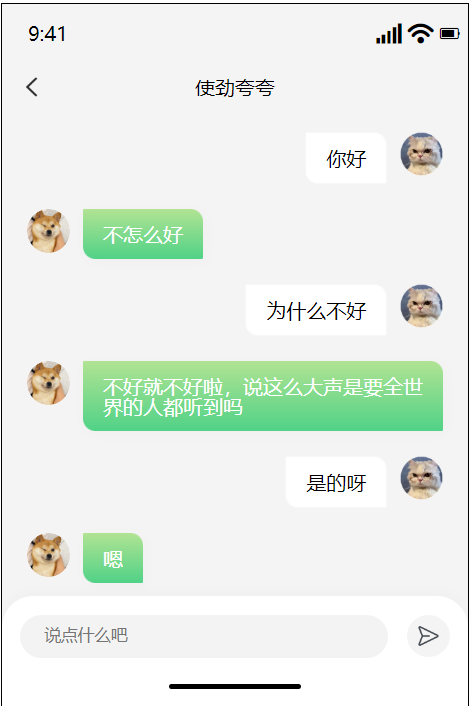 9:41
使劲夸夸
你好
不怎么好
为什么不好
不好就不好啦，说这么大声是要全世
界的人都听到吗
是的呀
嗯
说点什么吧